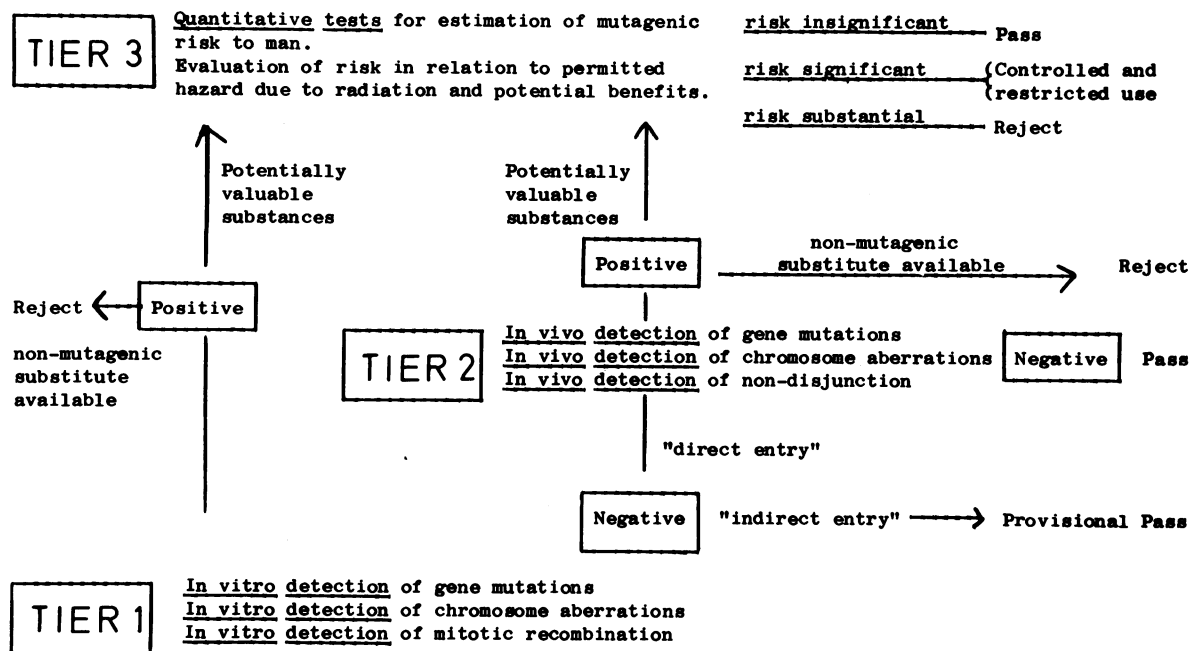 TIER 3
Quantitative tests for estimation of mutagenic
risk to man.
Evaluation of risk in relation to permitted
hazard due to radiation and potential benefits.
risk insignificant Pass
risk significant (Controlled and
(restricted use
risk substantial Reject
Potentially
valuable
substances
Potentially
valuable
substances
Positive
non-mutagenic
substitute available
Reject
Reject
Positive
non-mutagenic
substitute
available
TIER 2
In vivo detection of gene mutations
In vivo detection of chromosome aberrations
In vivo detection of non-disjunction
Negative
Pass
"direct entry"
Negative
"indirect entry"
Provisional Pass
TIER 1
In vitro detection of gene mutations
In vitro detection of chromosome aberrations
In vitro detection of mitotic recombination